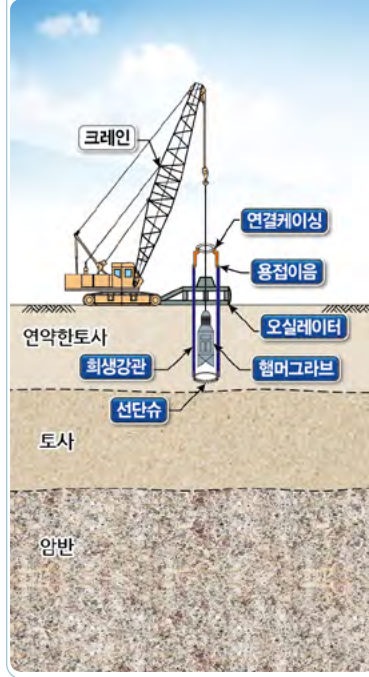 크레인
연결케이싱
용접이음
오실레이터
연약한토사
희생강관
햄머그라브
선단슈
토사
암반